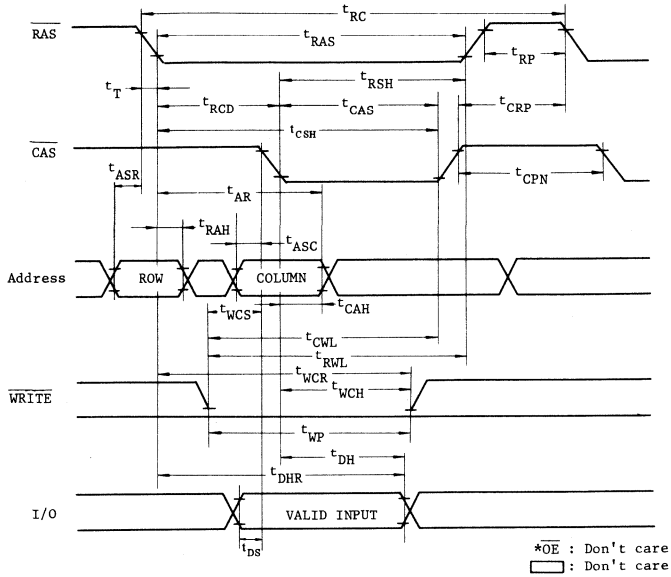 tRC
RAS
tRAS
tRP
tRSH
tT
tRCD
tCAS
tCRP
tCSH
CAS
tASR
tAR
tCPN
tRAH
tASC
Address
ROW
COLUMN
tCAH
tWCS
tCWL
tRWL
tWCR
WRITE
tWCH
tWP
tDH
tDHR
I/O
VALID INPUT
tDS
*OE : Don't care
: Don't care